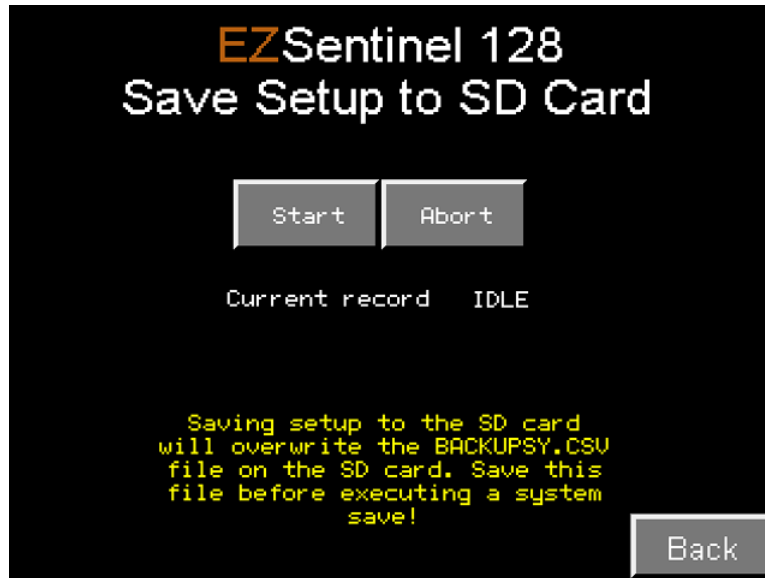 EZSentinel 128
Save Setup to SD Card
Start Abort
Current record IDLE
Saving setup to the SD card
will overwrite the BACKUPSY.CSV
file on the SD card. Save this
file before executing a system
save!
Back